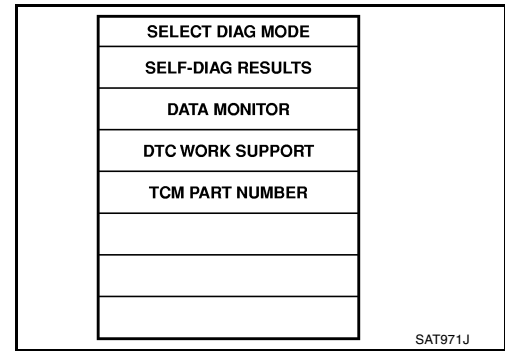 SELECT DIAG MODE
SELF-DIAG RESULTS
DATA MONITOR
DTC WORK SUPPORT
TCM PART NUMBER
SAT971J